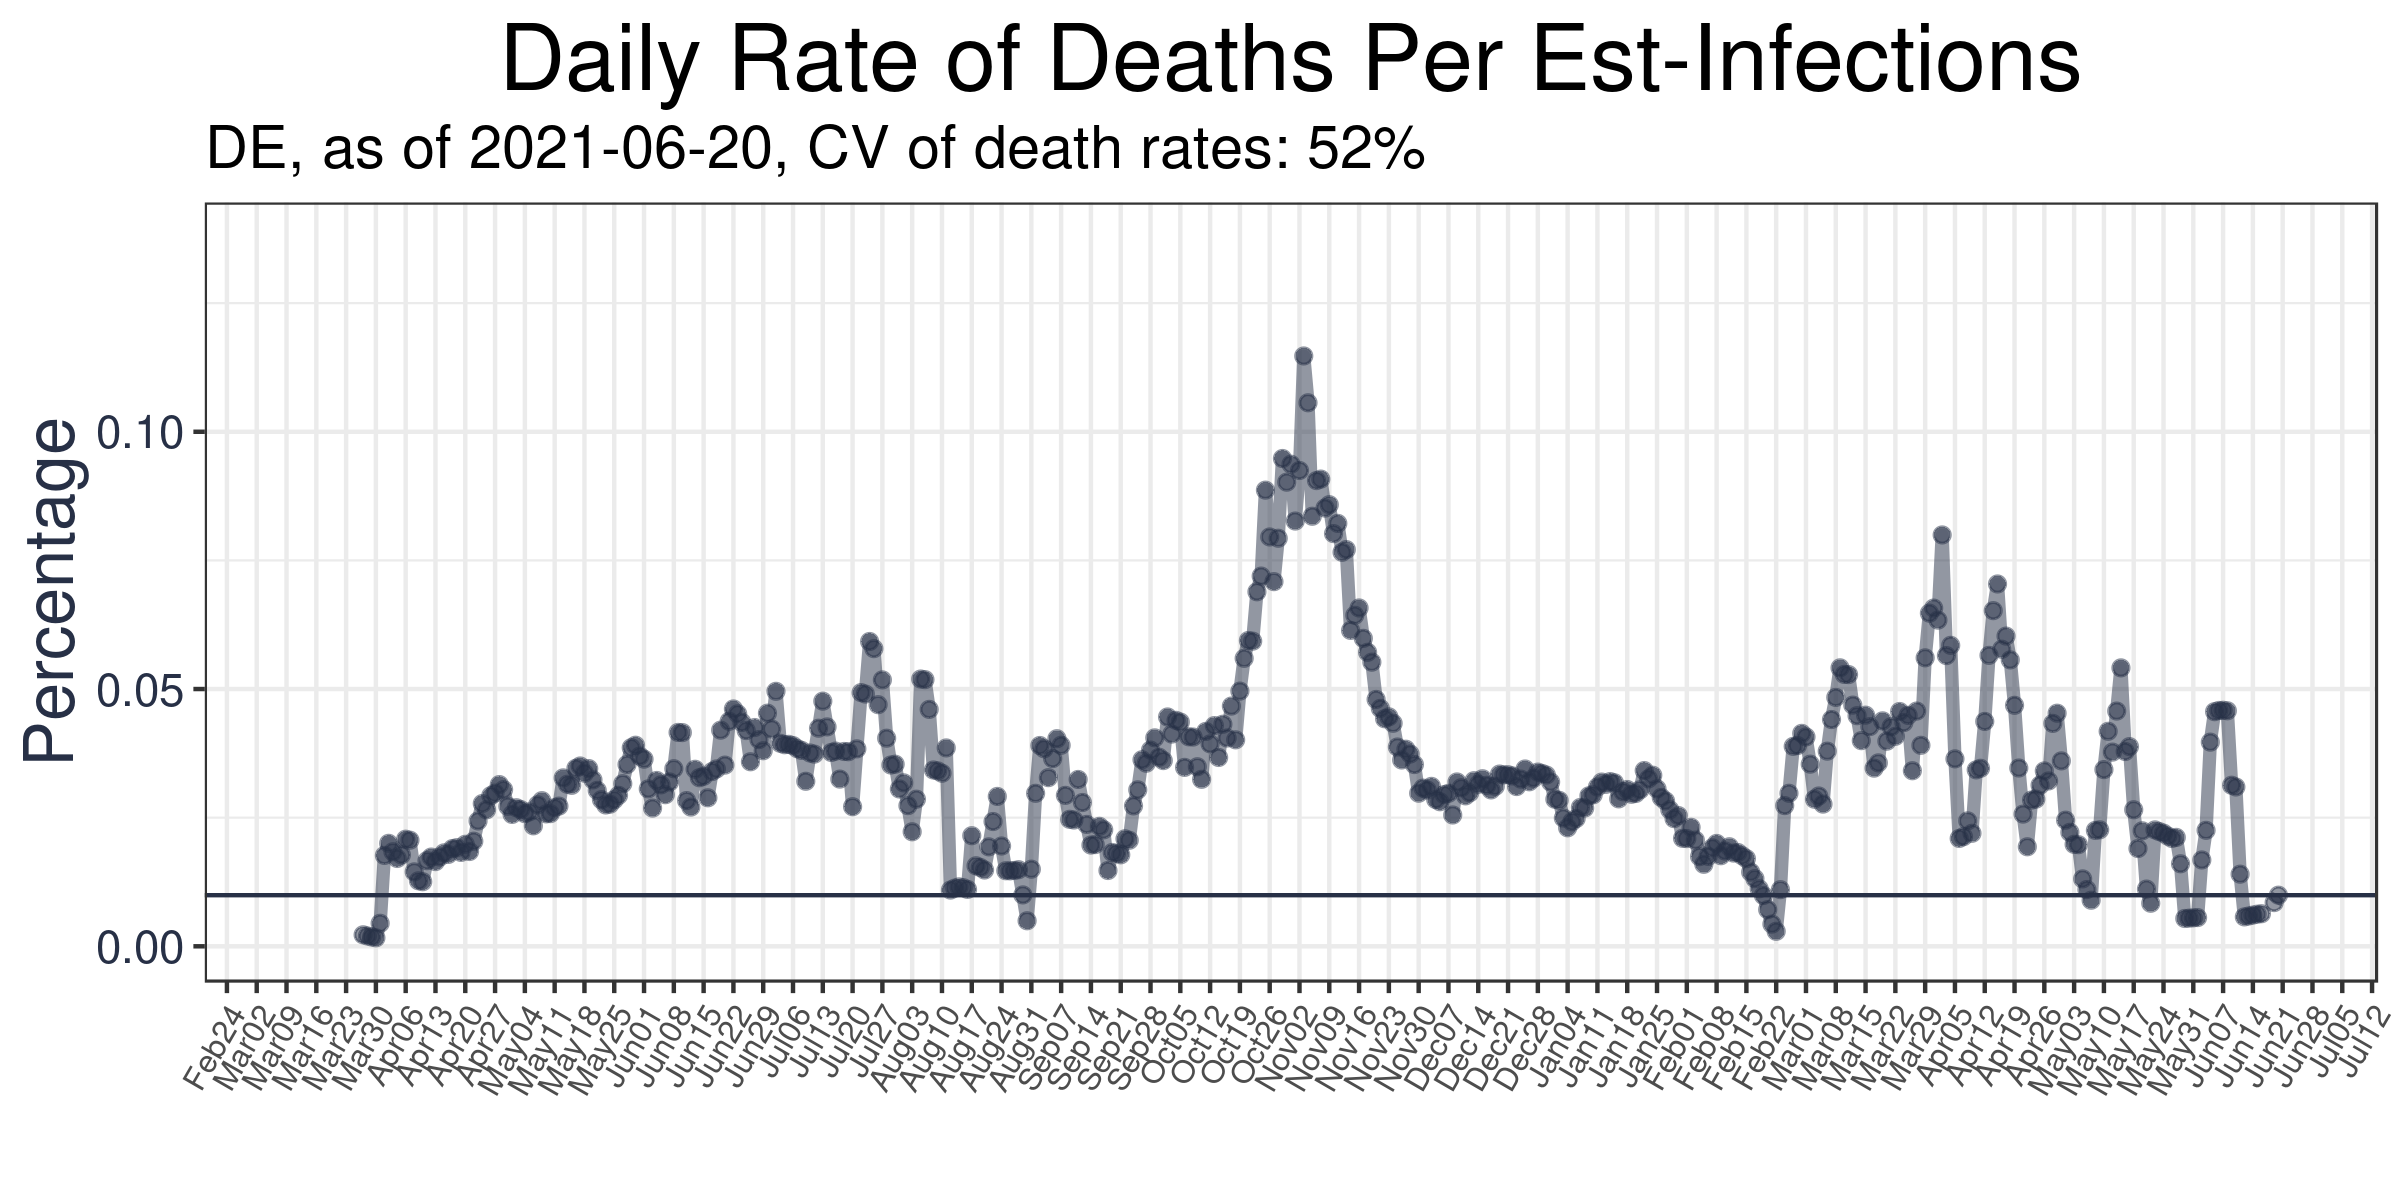 Daily Rate of Deaths Per Est-Infections
DE, as of 2021-06-20, CV of death rates: 52%
Percentage
0.10
0.05
0.00
Feb24
Mar02
Mar09
Mar16
Mar23
Mar30
Apr06
Apr13
Apr20
Apr27
May04
May11
May18
May25
Jun01
Jun08
Jun15
Jun22
Jun29
Jul06
Jul13
Jul20
Jul27
Aug03
Aug10
Aug17
Aug24
Aug31
Sep07
Sep14
Sep21
Sep28
Oct05
Oct12
Oct19
Oct26
Nov02
Nov09
Nov16
Nov23
Nov30
Dec07
Dec14
Dec21
Dec28
Jan04
Jan11
Jan18
Jan25
Feb01
Feb08
Feb15
Feb22
Mar01
Mar08
Mar15
Mar22
Mar29
Apr05
Apr12
Apr19
Apr26
May03
May10
May17
May24
May31
Jun07
Jun14
Jun21
Jun28
Jul05
Jul12